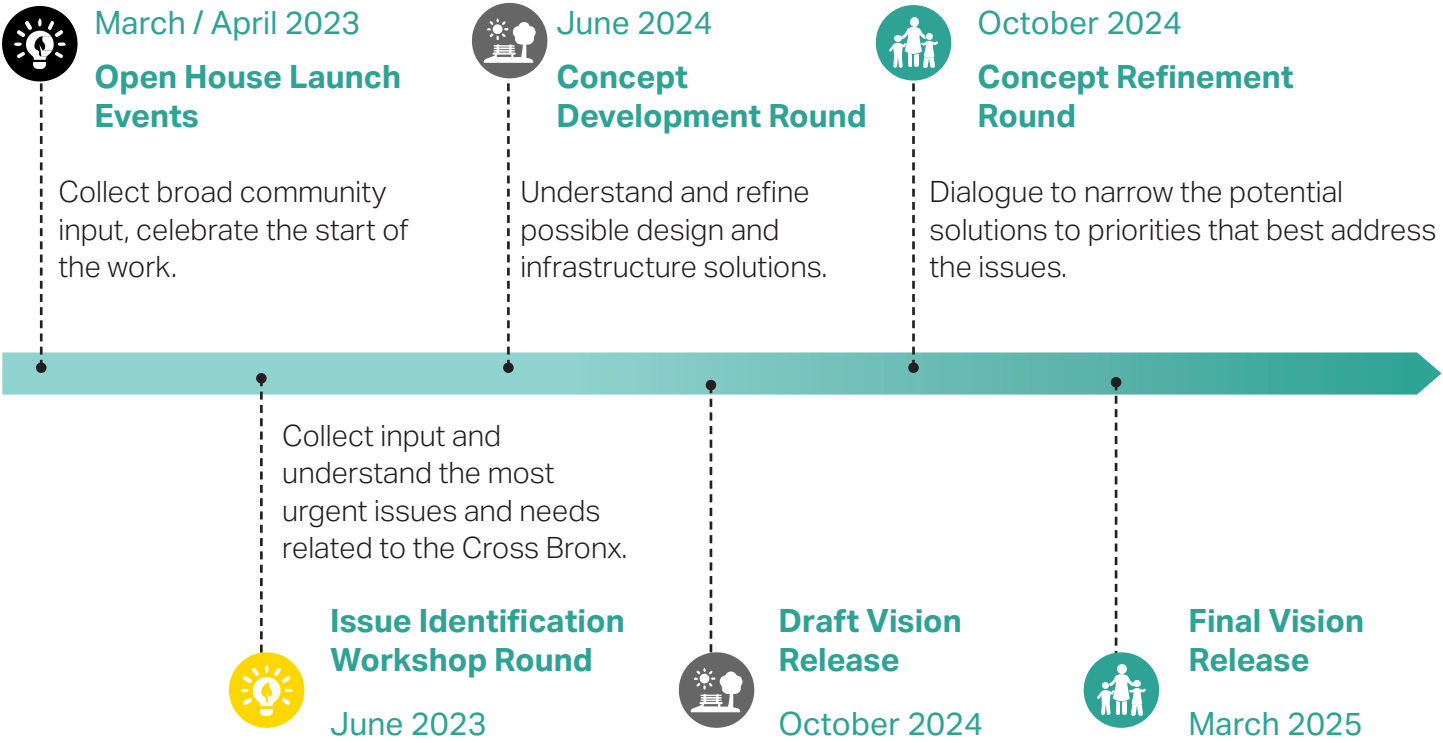 March / April 2023
Open House Launch
Events
Collect broad community
input, celebrate the start of
the work.
June 2024
Concept
Development Round
Understand and refine
possible design and
infrastructure solutions.
October 2024
Concept Refinement
Round
Dialogue to narrow the potential
solutions to priorities that best address
the issues.
Collect input and
understand the most
urgent issues and needs
related to the Cross Bronx.
Issue Identification
Workshop Round
June 2023
Draft Vision
Release
October 2024
Final Vision
Release
March 2025